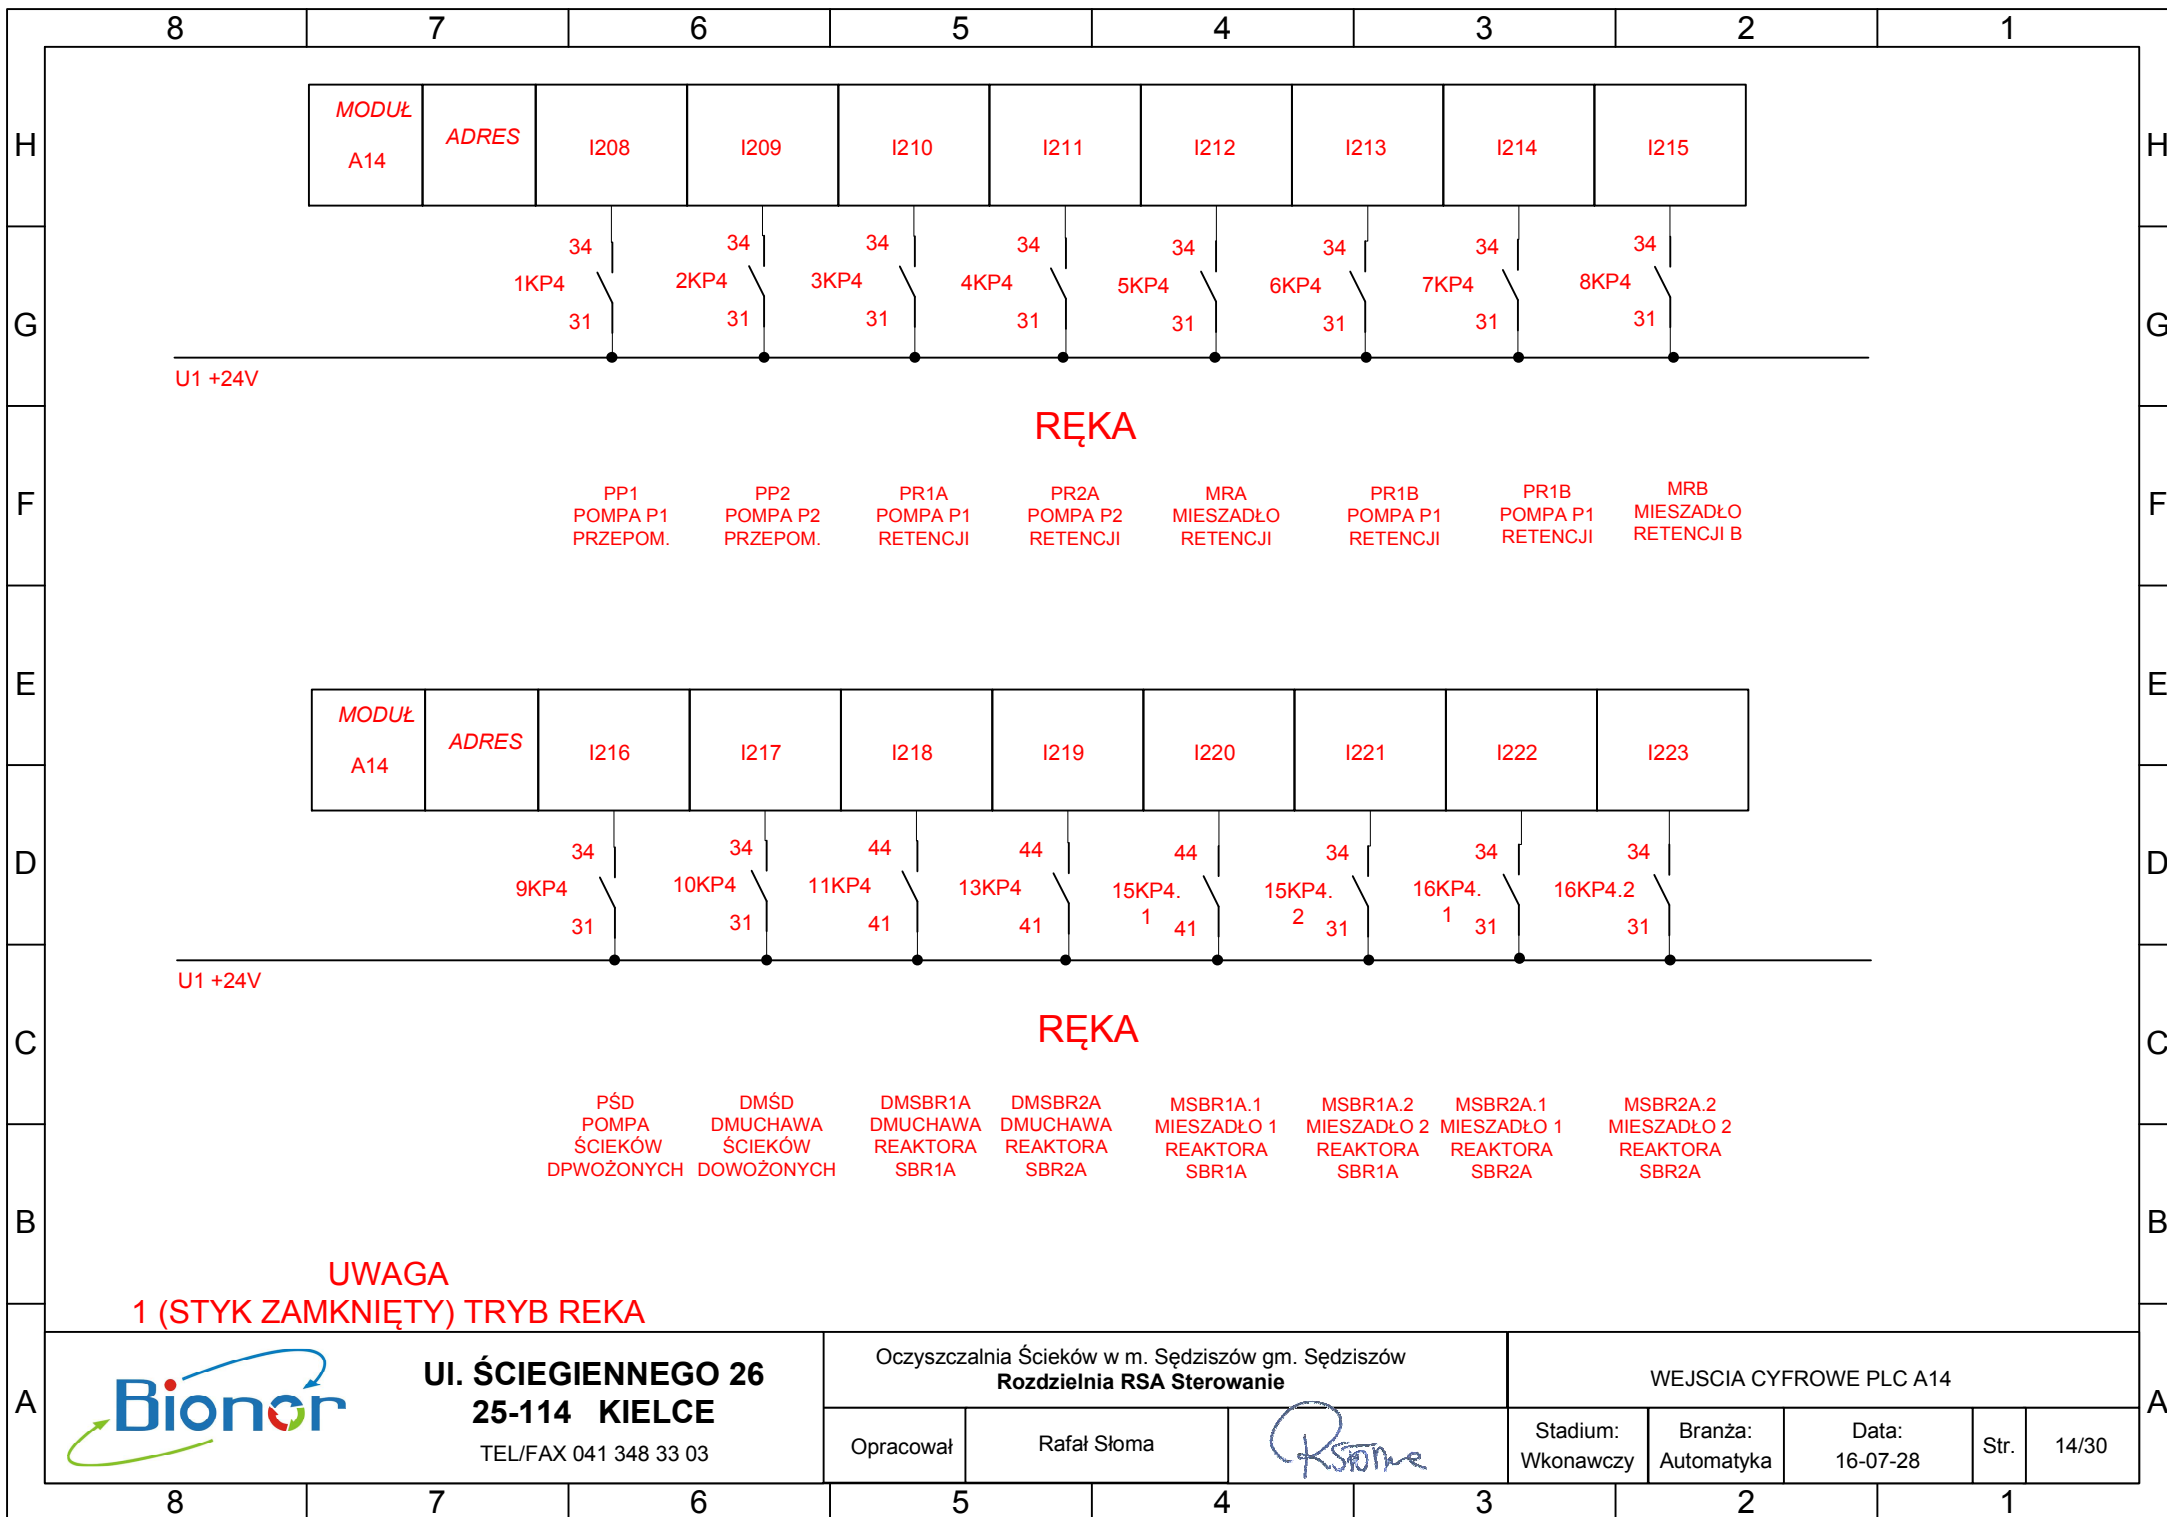 8 7 6 5 4 3 2 1
H H
MODUŁ
A14
ADRES
I208 I209 I210 I211 I212 I213 I214 I215
34 34 34 34 34 34 34 34
1KP4 2KP4 3KP4 4KP4 5KP4 6KP4 7KP4 8KP4
31 31 31 31 31 31 31 31
G G
U1 +24V
RĘKA
F F
PP1
POMPA P1
PRZEPOM.
PP2
POMPA P2
PRZEPOM.
PR1A
POMPA P1
RETENCJI
PR2A
POMPA P2
RETENCJI
MRA
MIESZADŁO
RETENCJI
PR1B
POMPA P1
RETENCJI
PR1B
POMPA P1
RETENCJI
MRB
MIESZADŁO
RETENCJI B
E E
MODUŁ
A14
ADRES
I216 I217 I218 I219 I220 I221 I222 I223
D D
34 34 44 44 44 34 34 34
9KP4 10KP4 11KP4 13KP4 15KP4.1 15KP4.2 16KP4.1 16KP4.2
31 31 41 41 41 31 31 31
U1 +24V
RĘKA
C C
PŚD
POMPA
ŚCIEKÓW
DPWOŻONYCH
DMŚD
DMUCHAWA
ŚCIEKÓW
DOWOŻONYCH
DMSBR1A
DMUCHAWA
REAKTORA
SBR1A
DMSBR2A
DMUCHAWA
REAKTORA
SBR2A
MSBR1A.1
MIESZADŁO 1
REAKTORA
SBR1A
MSBR1A.2
MIESZADŁO 2
REAKTORA
SBR1A
MSBR2A.1
MIESZADŁO 1
REAKTORA
SBR2A
MSBR2A.2
MIESZADŁO 2
REAKTORA
SBR2A
B B
UWAGA
1 (STYK ZAMKNIĘTY) TRYB REKA
A A
Bionor
Ul. ŚCIEGIENNEGO 26
25-114 KIELCE
TEL/FAX 041 348 33 03
Oczyszczalnia Ścieków w m. Sędziszów gm. Sędziszów
Rozdzielnia RSA Sterowanie
Opracował
Rafał Słoma
RSłoma
WEJSCIA CYFROWE PLC A14
Stadium:
Wkonawczy
Branża:
Automatyka
Data:
16-07-28
Str.
14/30
8 7 6 5 4 3 2 1